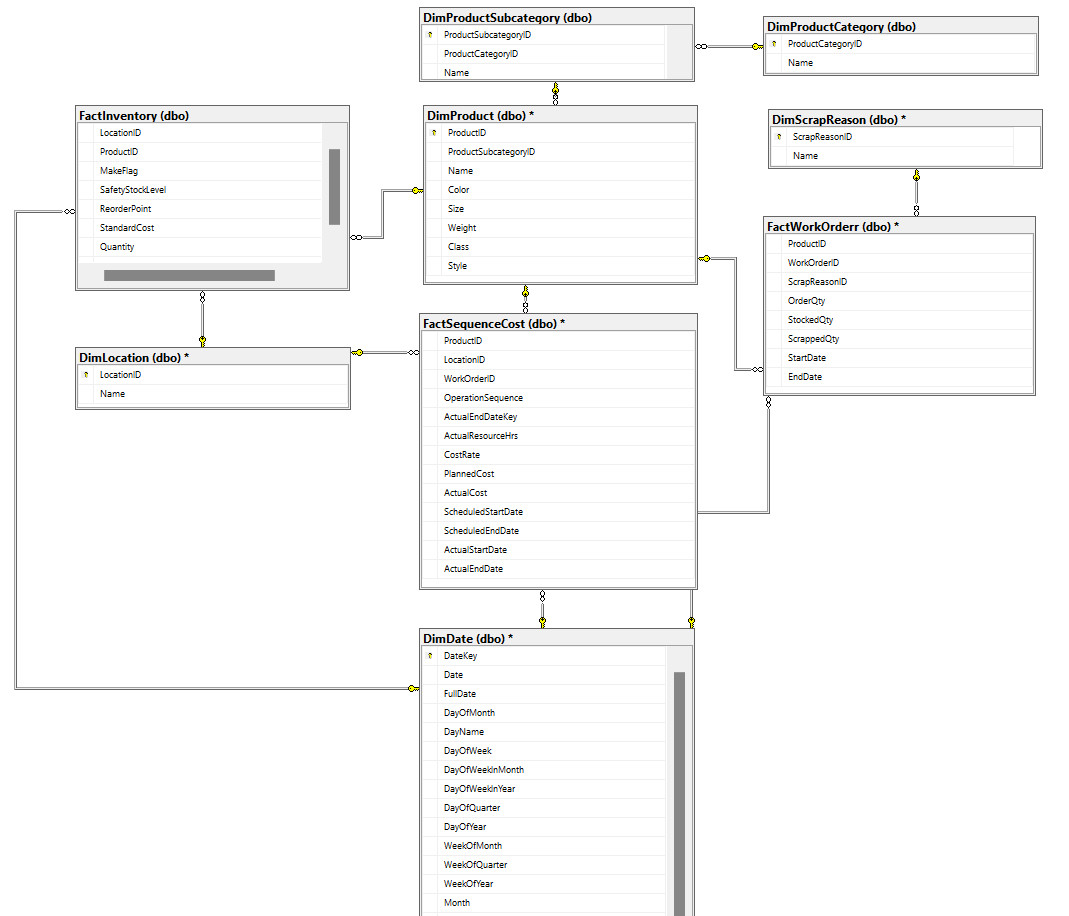 DimProductSubcategory (dbo)
ProductSubcategoryID
ProductCategoryID
Name
DimProductCategory (dbo)
ProductCategoryID
Name
FactInventory (dbo)
LocationID
ProductID
MakeFlag
SafetyStockLevel
ReorderPoint
StandardCost
Quantity
DimProduct (dbo) *
ProductID
ProductSubcategoryID
Name
Color
Size
Weight
Class
Style
DimScrapReason (dbo) *
ScrapReasonID
Name
FactWorkOrderr (dbo) *
ProductID
WorkOrderID
ScrapReasonID
OrderQty
StockedQty
ScrappedQty
StartDate
EndDate
DimLocation (dbo) *
LocationID
Name
FactSequenceCost (dbo) *
ProductID
LocationID
WorkOrderID
OperationSequence
ActualEndDateKey
ActualResourceHrs
CostRate
PlannedCost
ActualCost
ScheduledStartDate
ScheduledEndDate
ActualStartDate
ActualEndDate
DimDate (dbo) *
DateKey
Date
FullDate
DayOfMonth
DayName
DayOfWeek
DayOfWeekInMonth
DayOfWeekInYear
DayOfQuarter
DayOfYear
WeekOfMonth
WeekOfQuarter
WeekOfYear
Month